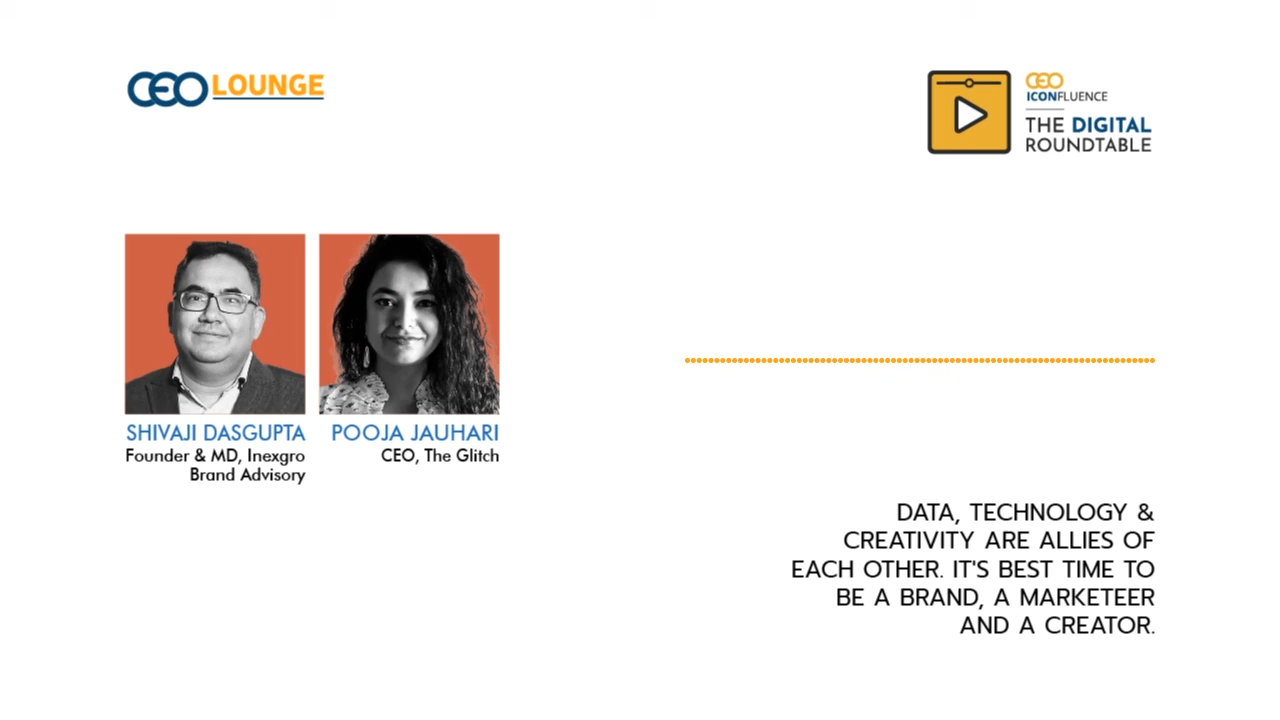 CEO LOUNGE
CEO
ICONFLUENCE
THE DIGITAL
ROUNDTABLE
SHIVAJI DASGUPTA
Founder & MD, Inexgro
Brand Advisory
POOJA JAUHARI
CEO, The Glitch
DATA, TECHNOLOGY &
CREATIVITY ARE ALLIES OF
EACH OTHER. IT'S BEST TIME TO
BE A BRAND, A MARKETEER
AND A CREATOR.